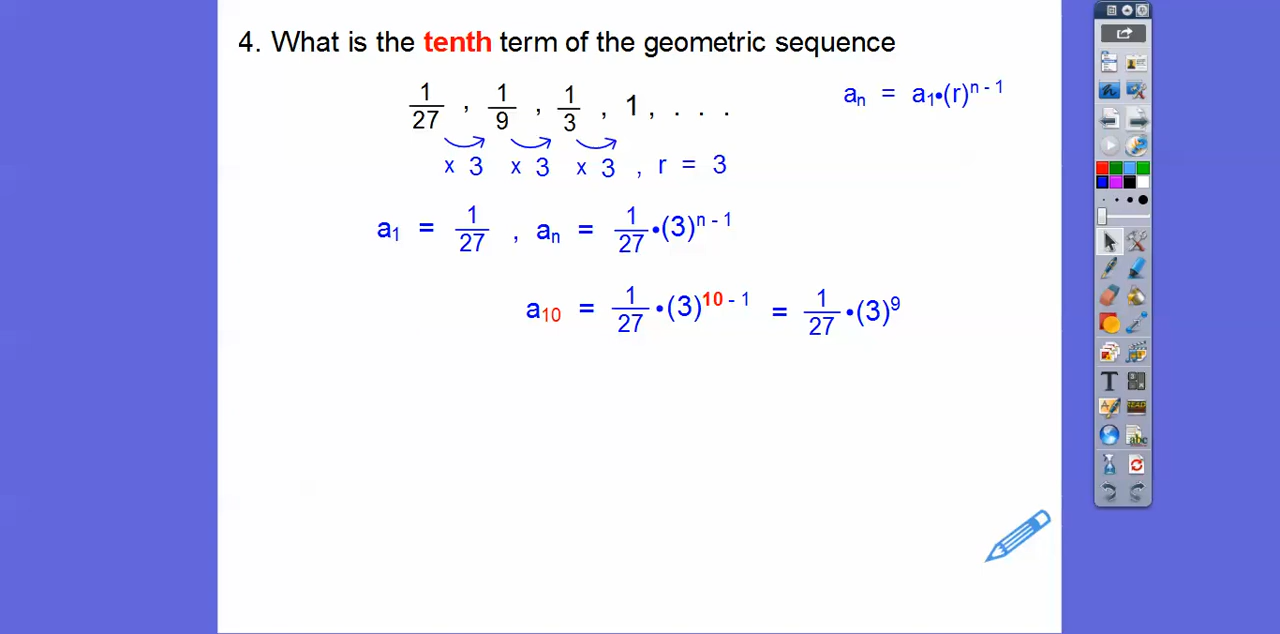 4. What is the tenth term of the geometric sequence
1/27 , 1/9 , 1/3 , 1, . . .
aₙ = a₁•(r)ⁿ⁻¹
x 3 x 3 x 3 , r = 3
a₁ = 1/27 , aₙ = 1/27•(3)ⁿ⁻¹
a₁₀ = 1/27•(3)¹⁰⁻¹ = 1/27•(3)⁹